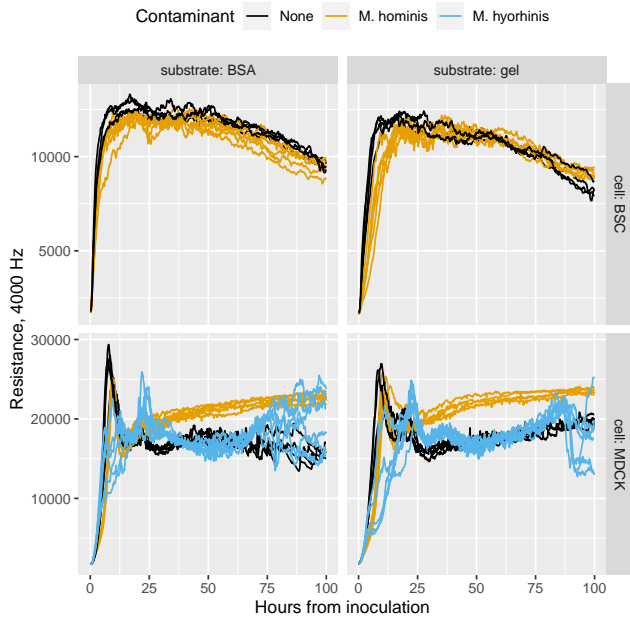 Contaminant None M. hominis M. hyorhinis
substrate: BSA substrate: gel
10000
5000
cell: BSC
30000
20000
10000
cell: MDCK
Resistance, 4000 Hz
0 25 50 75 100 0 25 50 75 100
Hours from inoculation